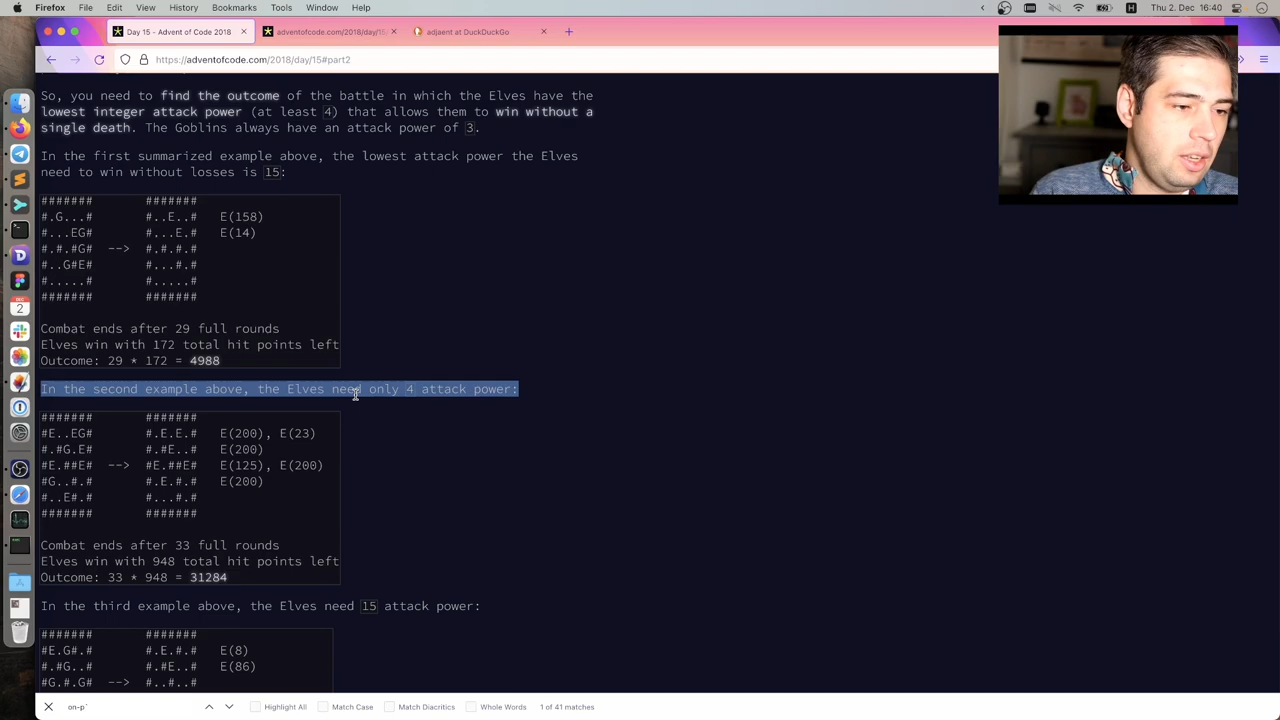 Firefox File Edit View History Bookmarks Tools Window Help
Thu 2. Dec 16:40
Day 15 - Advent of Code 2018
adventofcode.com/2018/day/15/
adjaent at DuckDuckGo
https://adventofcode.com/2018/day/15#part2
So, you need to find the outcome of the battle in which the Elves have the
lowest integer attack power (at least 4) that allows them to win without a
single death. The Goblins always have an attack power of 3.
In the first summarized example above, the lowest attack power the Elves
need to win without losses is 15:
####### #######
#.G...# #..E..# E(158)
#...EG# #...E.# E(14)
#.#.#G# --> #.#.#.#
#..G#E# #...#.#
#.....# #.....#
####### #######
Combat ends after 29 full rounds
Elves win with 172 total hit points left
Outcome: 29 * 172 = 4988
In the second example above, the Elves need only 4 attack power:
####### #######
#E..EG# #.E.E.# E(200), E(23)
#.#G.E# #.#E..# E(200)
#E.##E# --> #E.##E# E(125), E(200)
#G..#.# #.E.#.# E(200)
#..E#.# #...#.#
####### #######
Combat ends after 33 full rounds
Elves win with 948 total hit points left
Outcome: 33 * 948 = 31284
In the third example above, the Elves need 15 attack power:
####### #######
#E.G#.# #.E.#.# E(8)
#.#G..# #.#E..# E(86)
#G.#.G# --> #..#..#
DEC
2
on-p`
Highlight All Match Case Match Diacritics Whole Words 1 of 41 matches